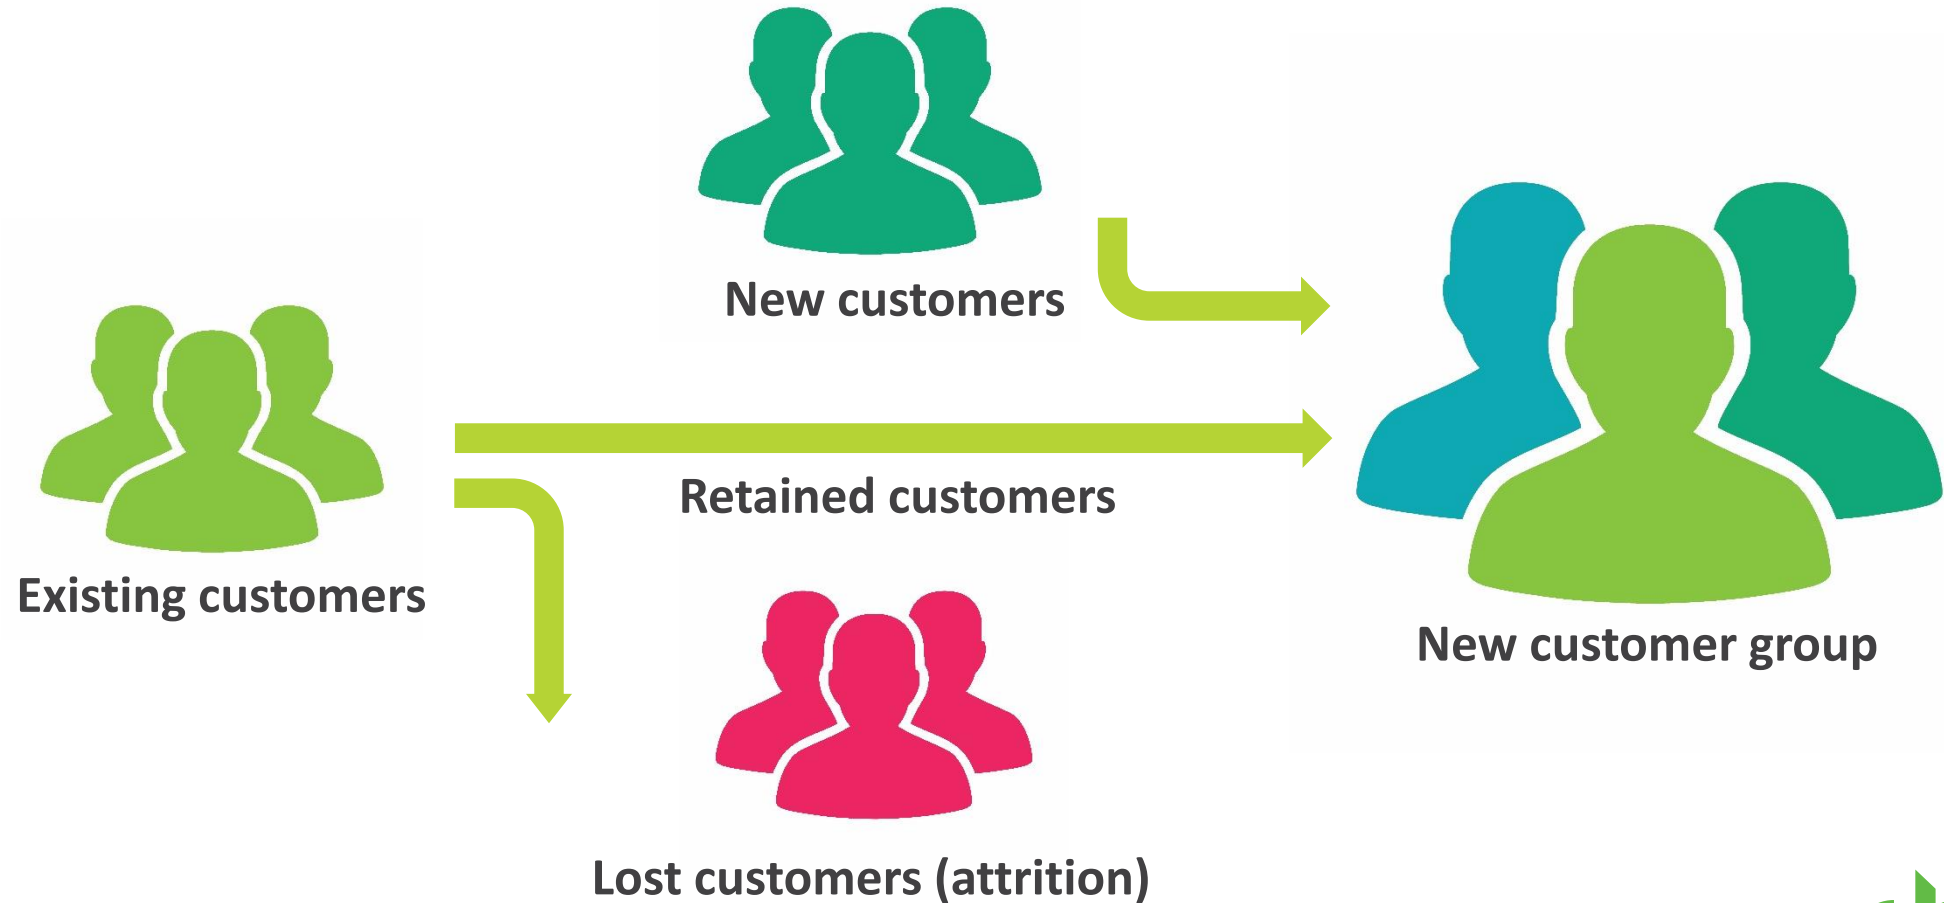 New customers
Retained customers
Existing customers
New customer group
Lost customers (attrition)